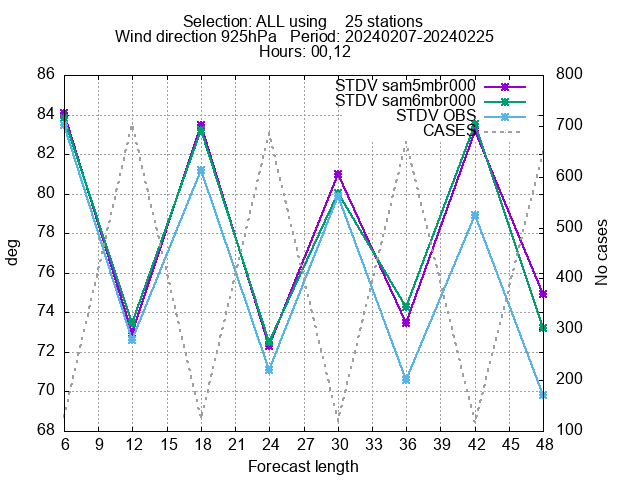 Selection: ALL using    25 stations
Wind direction 925hPa   Period: 20240207-20240225
Hours: 00,12
86 800
STDV sam5mbr000
84 STDV sam6mbr000
STDV OBS 700
CASES
82
600
80
500
78
deg No cases
76 400
74
300
72
200
70
68 100
6 9 12 15 18 21 24 27 30 33 36 39 42 45 48
Forecast length